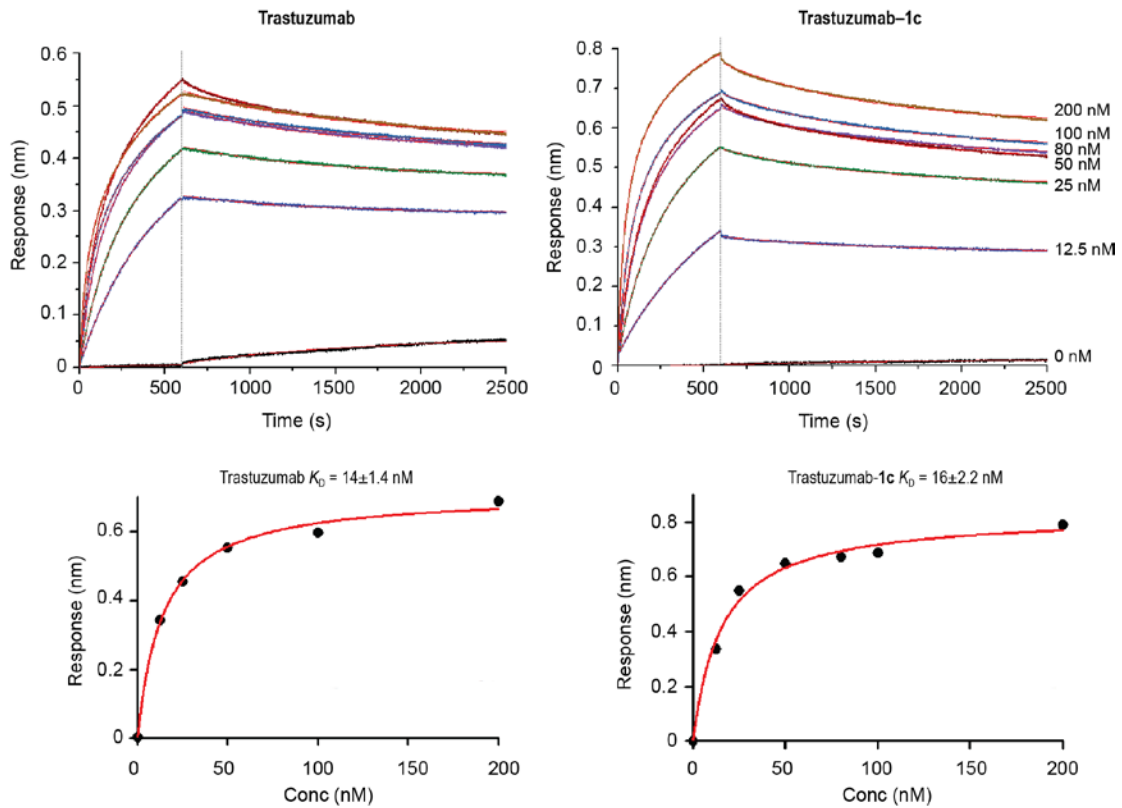 Trastuzumab
0.6
0.5
0.4
0.3
0.2
0.1
0
Response (nm)
0 500 1000 1500 2000 2500
Time (s)
Trastuzumab–1c
0.8
0.7
0.6
0.5
0.4
0.3
0.2
0.1
0
Response (nm)
0 500 1000 1500 2000 2500
Time (s)
200 nM
100 nM
80 nM
50 nM
25 nM
12.5 nM
0 nM
Trastuzumab KD = 14±1.4 nM
0.6
0.4
0.2
0
Response (nm)
0 50 100 150 200
Conc (nM)
Trastuzumab-1c KD = 16±2.2 nM
0.8
0.6
0.4
0.2
0
Response (nm)
0 50 100 150 200
Conc (nM)